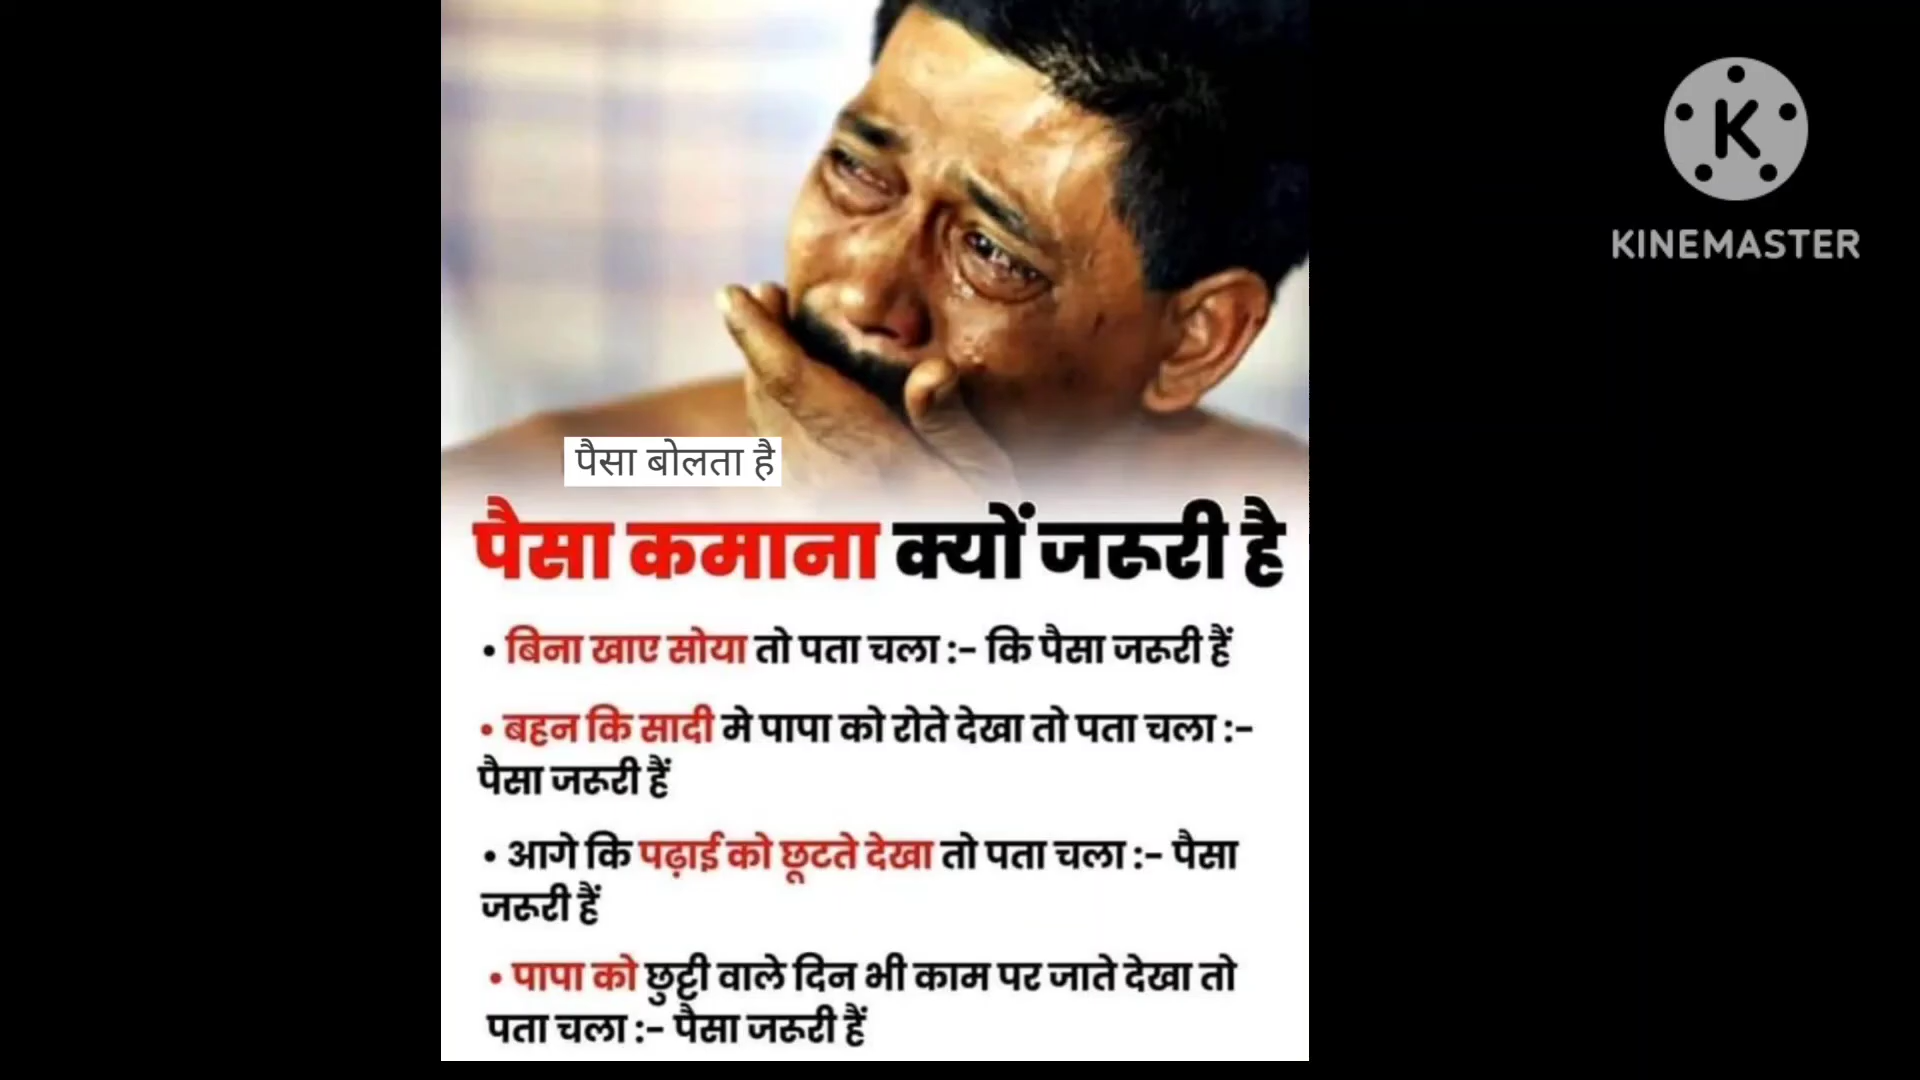 KINEMASTER
पैसा बोलता है
पैसा कमाना क्यों जरूरी है
• बिना खाए सोया तो पता चला :- कि पैसा जरूरी हैं
• बहन कि सादी मे पापा को रोते देखा तो पता चला :-
पैसा जरूरी हैं
• आगे कि पढ़ाई को छूटते देखा तो पता चला :- पैसा
जरूरी हैं
• पापा को छुट्टी वाले दिन भी काम पर जाते देखा तो
पता चला :- पैसा जरूरी हैं